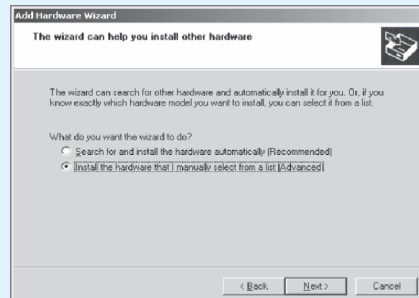 Add Hardware Wizard
The wizard can help you install other hardware
The wizard can search for other hardware and automatically install it for you. Or, if you
know exactly which hardware model you want to install, you can select it from a list.
What do you want the wizard to do?
Search for and install the hardware automatically (Recommended)
Install the hardware that I manually select from a list (Advanced)
< Back Next > Cancel